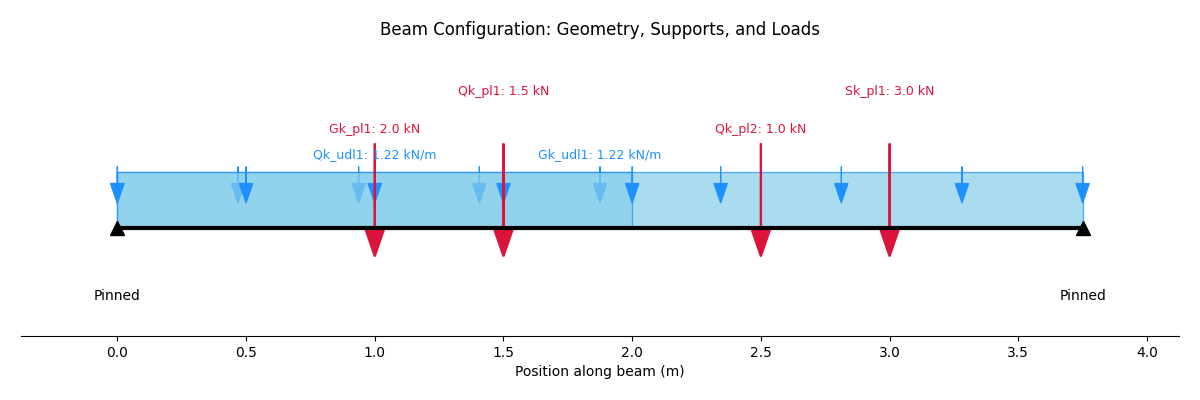 Beam Configuration: Geometry, Supports, and Loads
Qk_pl1: 1.5 kN
Sk_pl1: 3.0 kN
Gk_pl1: 2.0 kN
Qk_pl2: 1.0 kN
Qk_udl1: 1.22 kN/m
Gk_udl1: 1.22 kN/m
Pinned
Pinned
0.0 0.5 1.0 1.5 2.0 2.5 3.0 3.5 4.0
Position along beam (m)